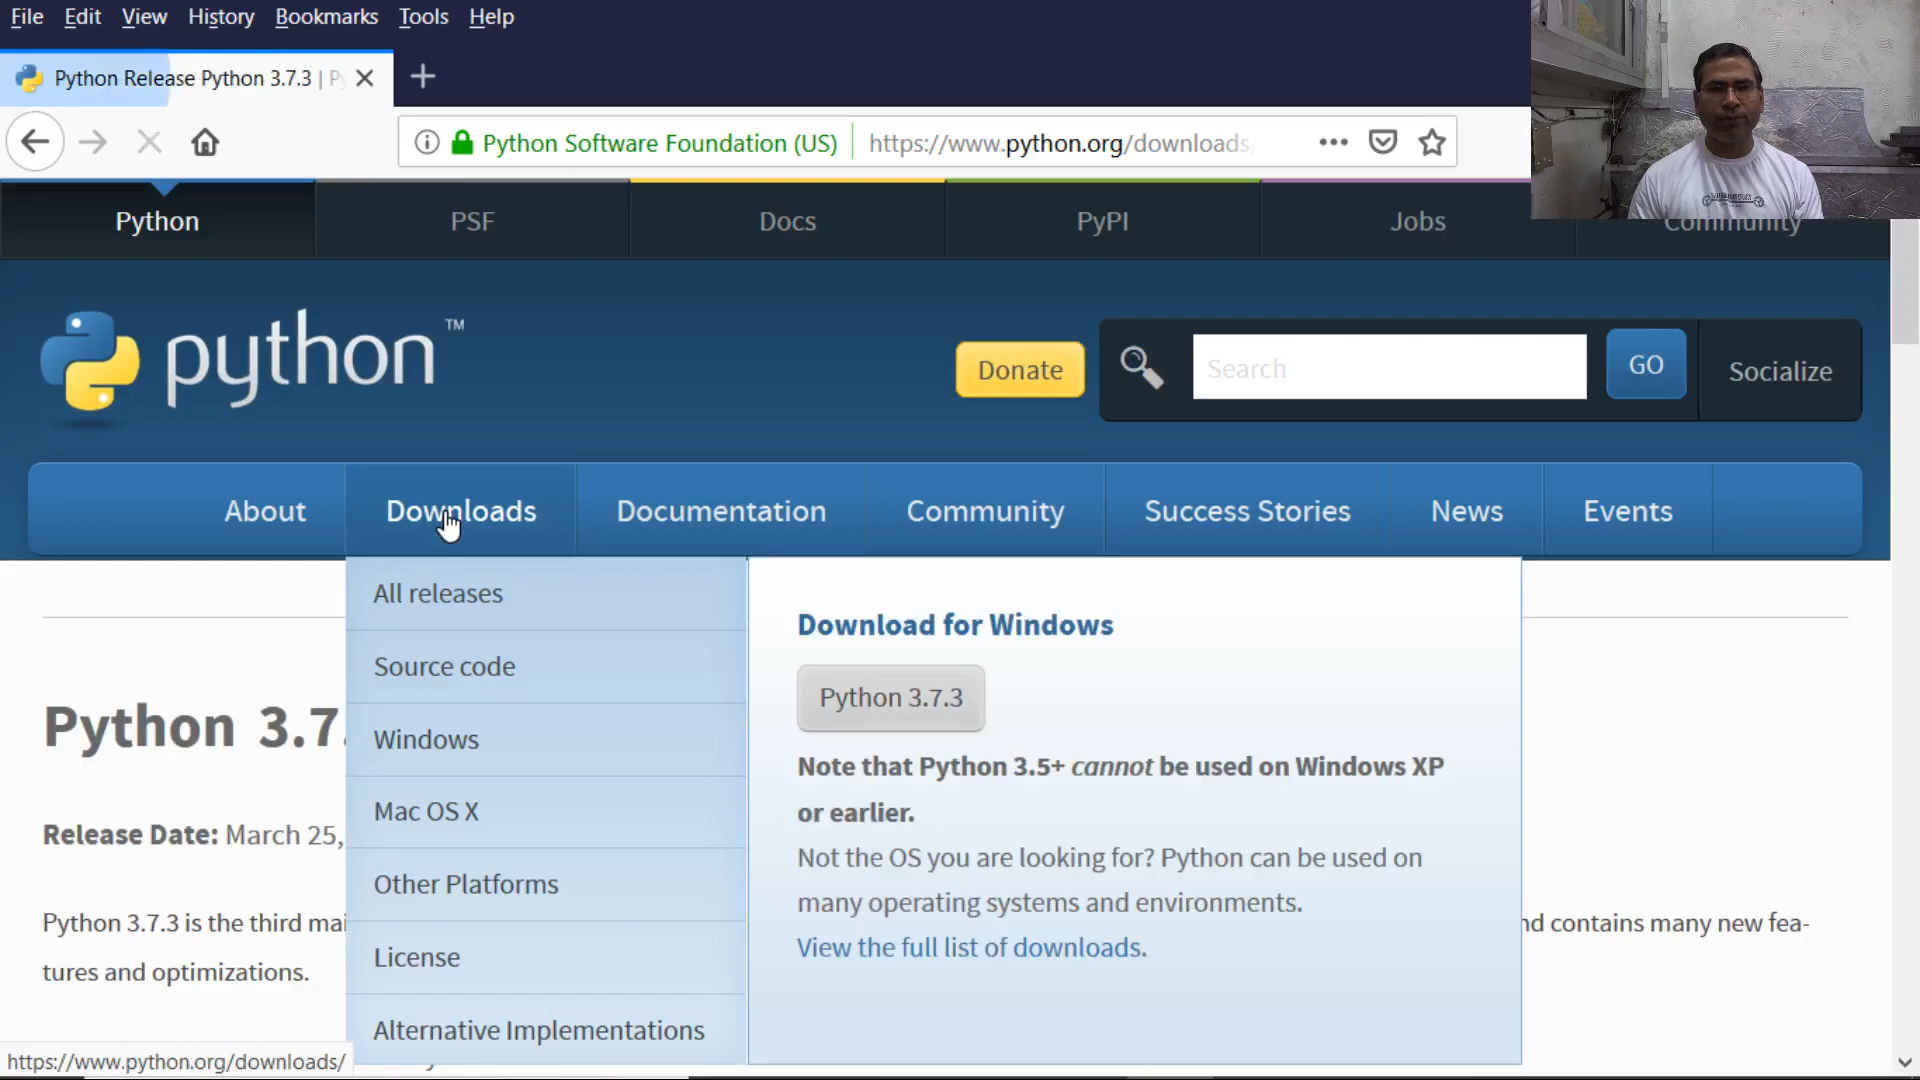 File Edit View History Bookmarks Tools Help
Python Release Python 3.7.3 |
Python Software Foundation (US) https://www.python.org/downloads
Python PSF Docs PyPI Jobs Community
python TM
Donate Search GO Socialize
About Downloads Documentation Community Success Stories News Events
All releases
Source code
Windows
Mac OS X
Other Platforms
License
Alternative Implementations
Download for Windows
Python 3.7.3
Note that Python 3.5+ cannot be used on Windows XP
or earlier.
Not the OS you are looking for? Python can be used on
many operating systems and environments.
View the full list of downloads.
Python 3.7.
Release Date: March 25,
Python 3.7.3 is the third
contains many new fea-
tures and optimizations.
https://www.python.org/downloads/